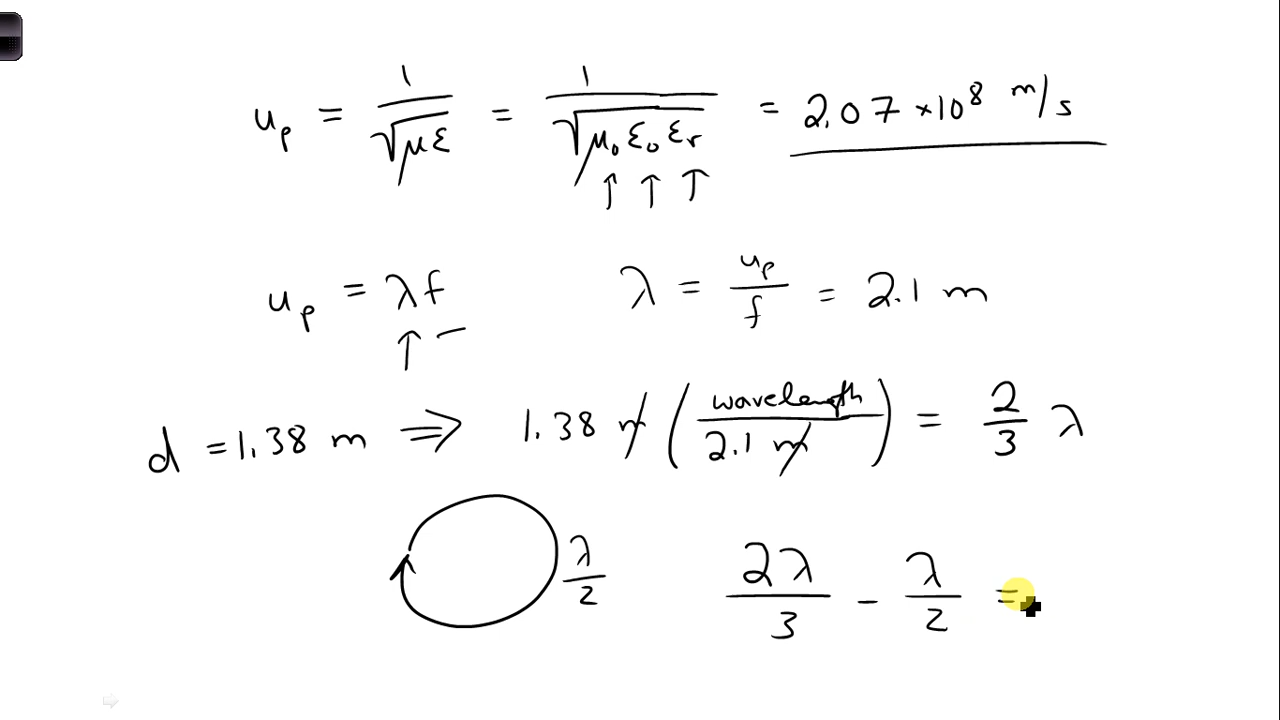 u_p = 1/√(με) = 1/√(μ₀ε₀εᵣ) = 2.07 × 10⁸ m/s
↑ ↑ ↑
u_p = λf λ = u_p/f = 2.1 m
↑ –
d = 1.38 m ⇒ 1.38 m (wavelength/2.1 m) = 2/3 λ
λ/2 2λ/3 – λ/2 =